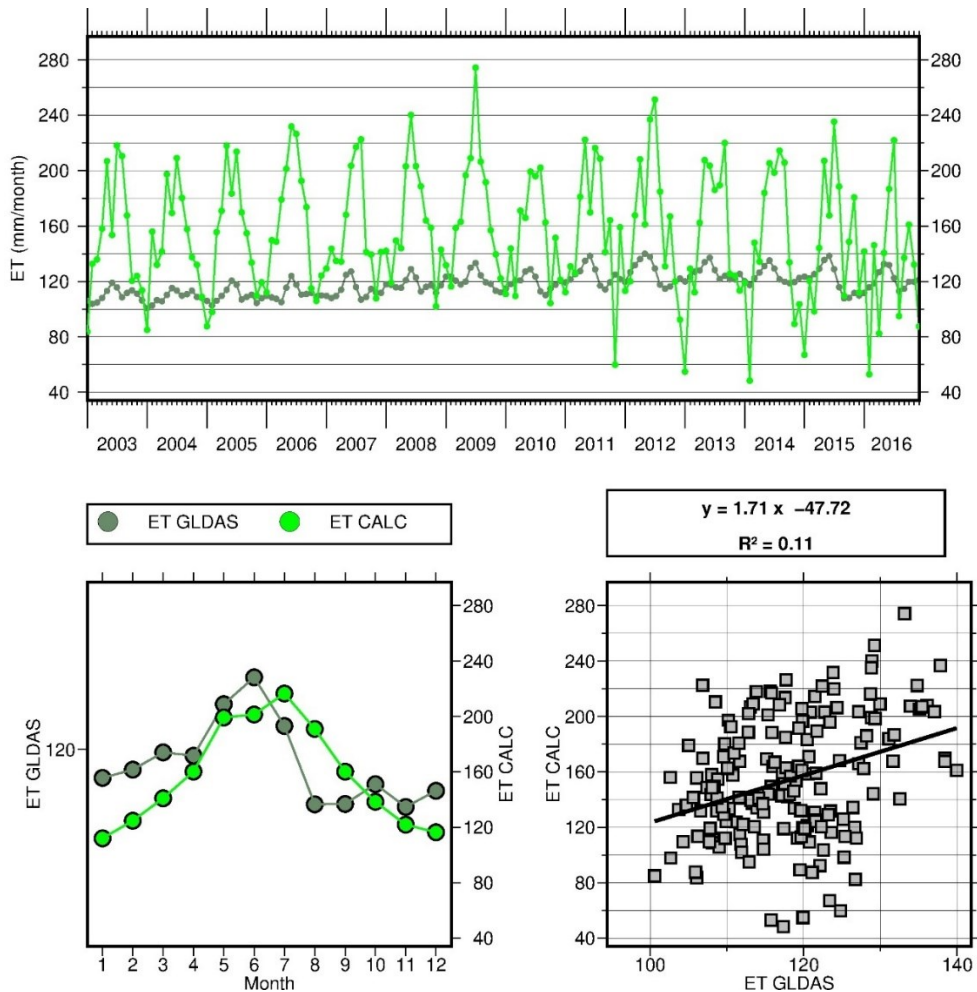 280 280
240 240
200 200
160 160
120 120
80 80
40 40
ET (mm/month)
2003 2004 2005 2006 2007 2008 2009 2010 2011 2012 2013 2014 2015 2016
ET GLDAS ET CALC
y = 1.71 x −47.72
R² = 0.11
ET GLDAS
120
280
240
200
160
120
80
40
ET CALC
1 2 3 4 5 6 7 8 9 10 11 12
Month
ET CALC
280
240
200
160
120
80
40
100 120 140
ET GLDAS